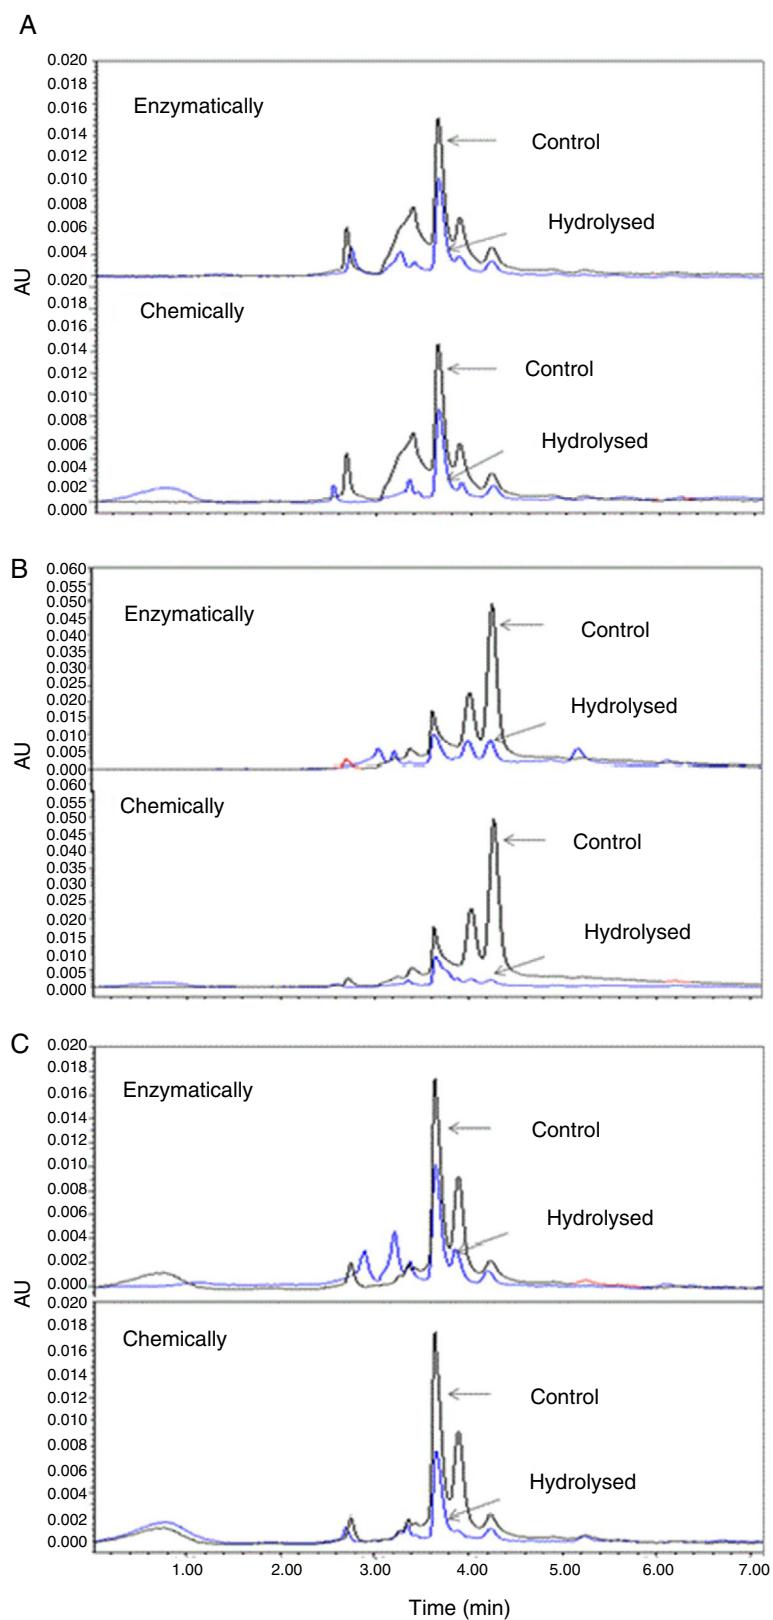 A
0.020
0.018
Enzymatically
0.016
0.014
Control
0.012
0.010
0.008
Hydrolysed
0.006
0.004
AU
0.020
0.018
Chemically
0.016
0.014
0.012
Control
0.010
0.008
Hydrolysed
0.006
0.004
0.002
0.000
B
0.060
0.055
0.050
Enzymatically
0.045
Control
0.040
0.035
0.030
0.025
0.020
Hydrolysed
0.015
0.010
AU
0.005
0.000
0.060
0.055
Chemically
0.050
0.045
Control
0.040
0.035
0.030
0.025
0.020
Hydrolysed
0.015
0.010
0.005
0.000
C
0.020
0.018
Enzymatically
0.016
0.014
Control
0.012
0.010
0.008
Hydrolysed
0.006
0.004
0.002
AU
0.000
0.020
0.018
Chemically
0.016
0.014
0.012
Control
0.010
0.008
0.006
Hydrolysed
0.004
0.002
0.000
1.00 2.00 3.00 4.00 5.00 6.00 7.00
Time (min)